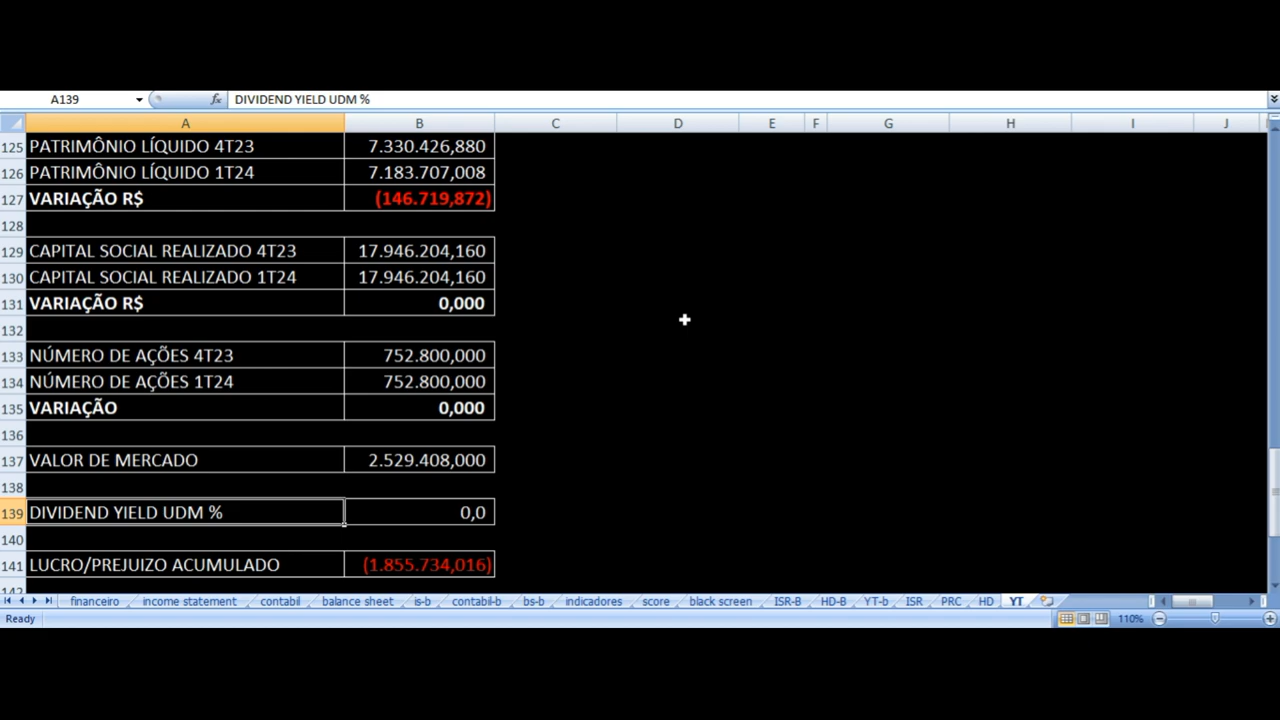 A139 fx DIVIDEND YIELD UDM %
A B C D E F G H I J
125 PATRIMÔNIO LÍQUIDO 4T23 7.330.426,880
126 PATRIMÔNIO LÍQUIDO 1T24 7.183.707,008
127 VARIAÇÃO R$ (146.719,872)
128
129 CAPITAL SOCIAL REALIZADO 4T23 17.946.204,160
130 CAPITAL SOCIAL REALIZADO 1T24 17.946.204,160
131 VARIAÇÃO R$ 0,000
132
133 NÚMERO DE AÇÕES 4T23 752.800,000
134 NÚMERO DE AÇÕES 1T24 752.800,000
135 VARIAÇÃO 0,000
136
137 VALOR DE MERCADO 2.529.408,000
138
139 DIVIDEND YIELD UDM % 0,0
140
141 LUCRO/PREJUIZO ACUMULADO (1.855.734,016)
142
financeiro income statement contabil balance sheet is-b contabil-b bs-b indicadores score black screen ISR-B HD-B YT-b ISR PRC HD YT
Ready 110%